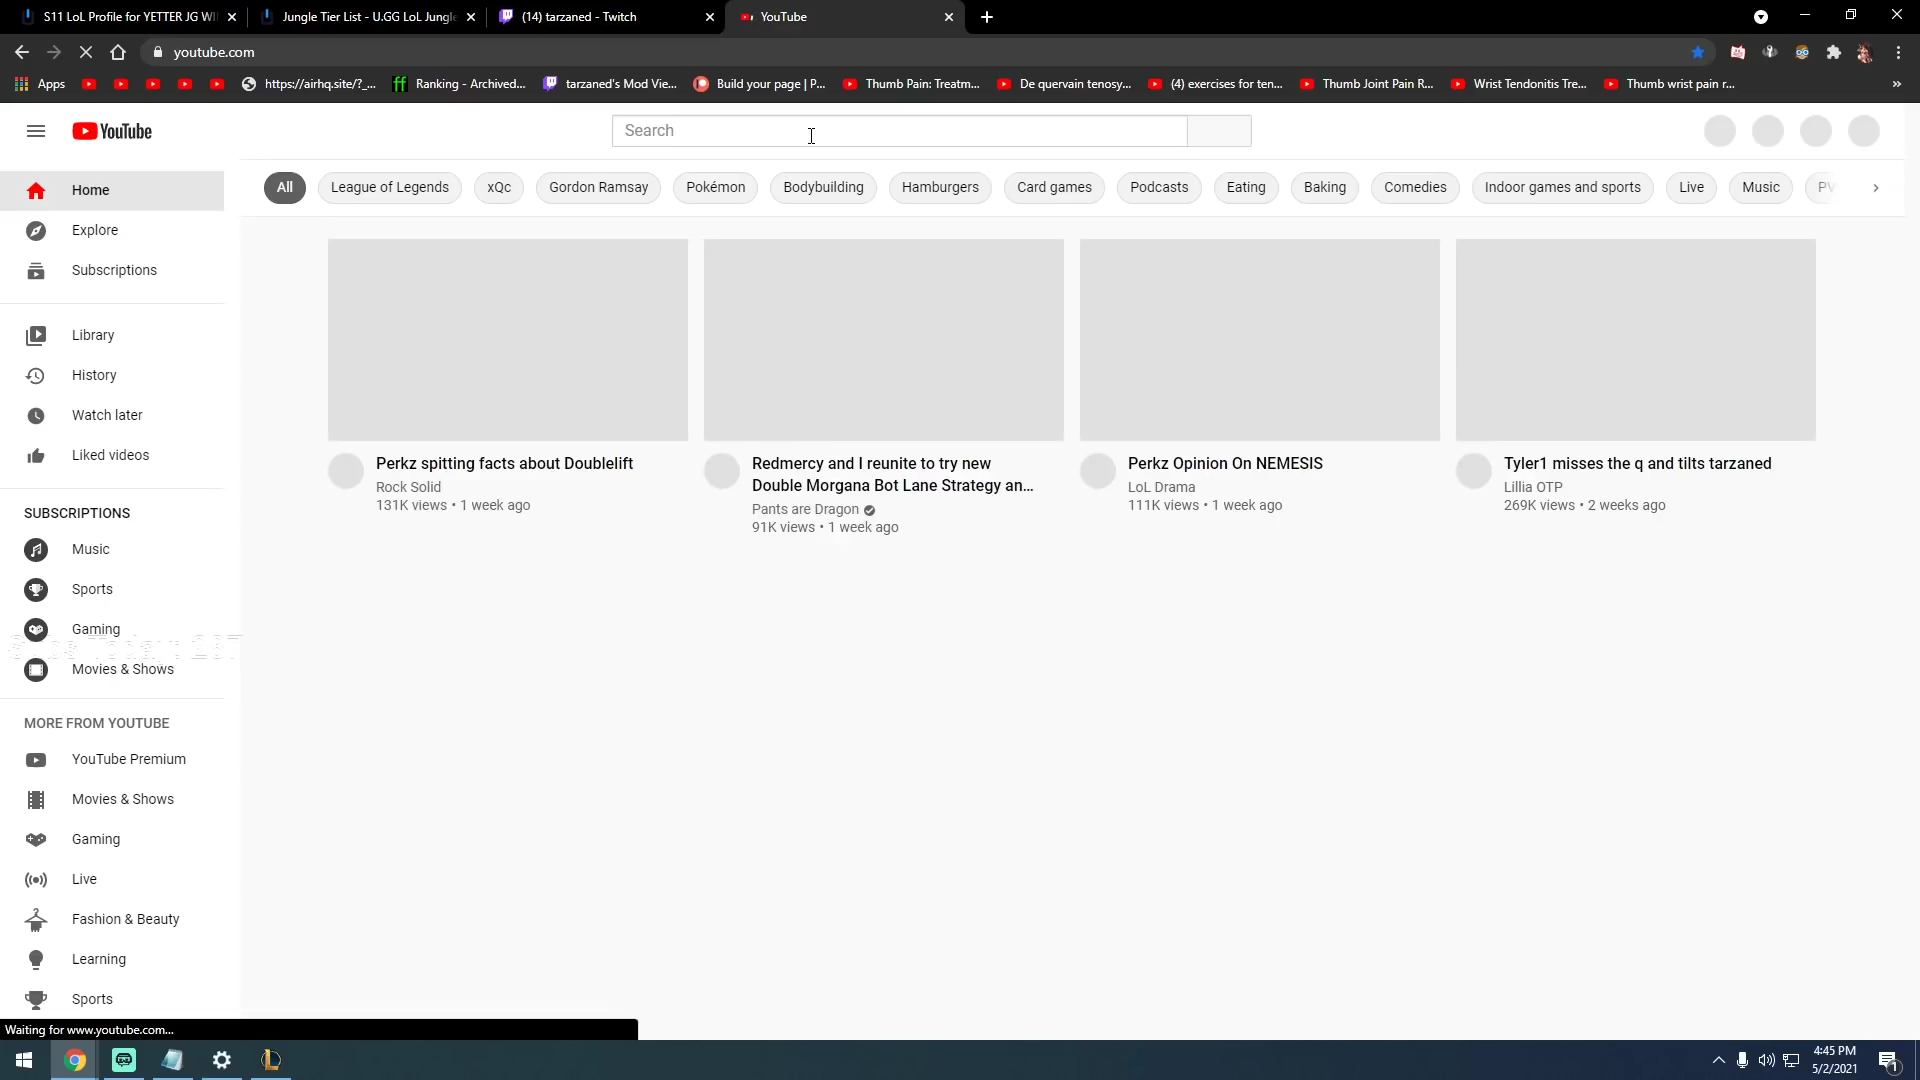 S11 LoL Profile for YETTER JG WI
Jungle Tier List - U.GG LoL Jungle
(14) tarzaned - Twitch
YouTube
youtube.com
Apps
https://airhq.site/?_...
Ranking - Archived...
tarzaned's Mod Vie...
Build your page | P...
Thumb Pain: Treatm...
De quervain tenosy...
(4) exercises for ten...
Thumb Joint Pain R...
Wrist Tendonitis Tre...
Thumb wrist pain r...
YouTube
Search
All
League of Legends
xQc
Gordon Ramsay
Pokémon
Bodybuilding
Hamburgers
Card games
Podcasts
Eating
Baking
Comedies
Indoor games and sports
Live
Music
Home
Explore
Subscriptions
Library
History
Watch later
Liked videos
SUBSCRIPTIONS
Music
Sports
Gaming
Movies & Shows
MORE FROM YOUTUBE
YouTube Premium
Movies & Shows
Gaming
Live
Fashion & Beauty
Learning
Sports
Perkz spitting facts about Doublelift
Rock Solid
131K views • 1 week ago
Redmercy and I reunite to try new
Double Morgana Bot Lane Strategy an...
Pants are Dragon
91K views • 1 week ago
Perkz Opinion On NEMESIS
LoL Drama
111K views • 1 week ago
Tyler1 misses the q and tilts tarzaned
Lillia OTP
269K views • 2 weeks ago
Waiting for www.youtube.com...
4:45 PM
5/2/2021
1